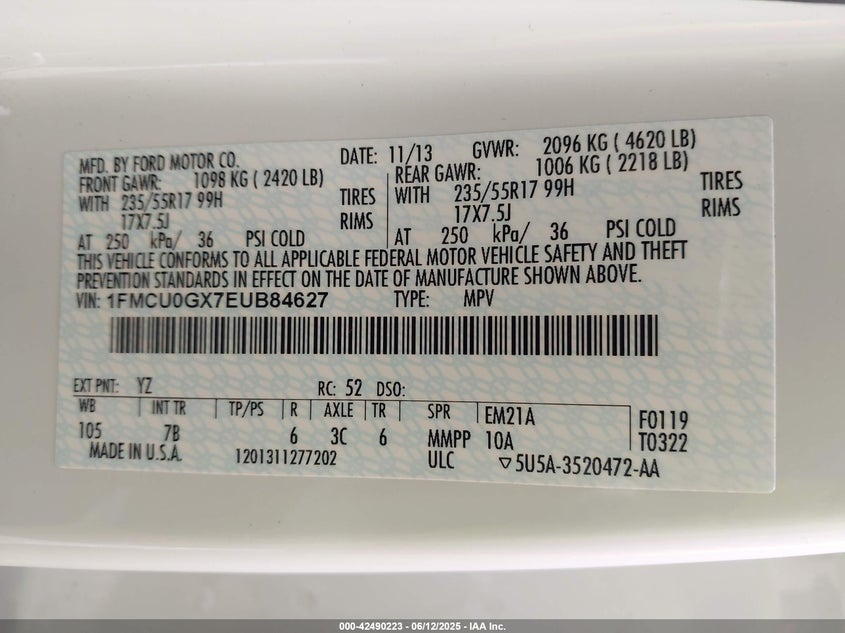 MFD. BY FORD MOTOR CO.
DATE: 11/13 GVWR: 2096 KG ( 4620 LB)
FRONT GAWR: 1098 KG ( 2420 LB)
WITH 235/55R17 99H TIRES
17X7.5J RIMS
AT 250 kPa/ 36 PSI COLD
REAR GAWR: 1006 KG ( 2218 LB)
WITH 235/55R17 99H TIRES
17X7.5J RIMS
AT 250 kPa/ 36 PSI COLD
THIS VEHICLE CONFORMS TO ALL APPLICABLE FEDERAL MOTOR VEHICLE SAFETY AND THEFT
PREVENTION STANDARDS IN EFFECT ON THE DATE OF MANUFACTURE SHOWN ABOVE.
VIN: 1FMCU0GX7EUB84627 TYPE: MPV
EXT PNT: YZ RC: 52 DSO:
WB INT TR TP/PS R AXLE TR SPR EM21A F0119
105 7B 6 3C 6 MMPP 10A T0322
MADE IN U.S.A. 1201311277202 ULC ▽5U5A-3520472-AA
000-42490223 - 06/12/2025 - IAA Inc.